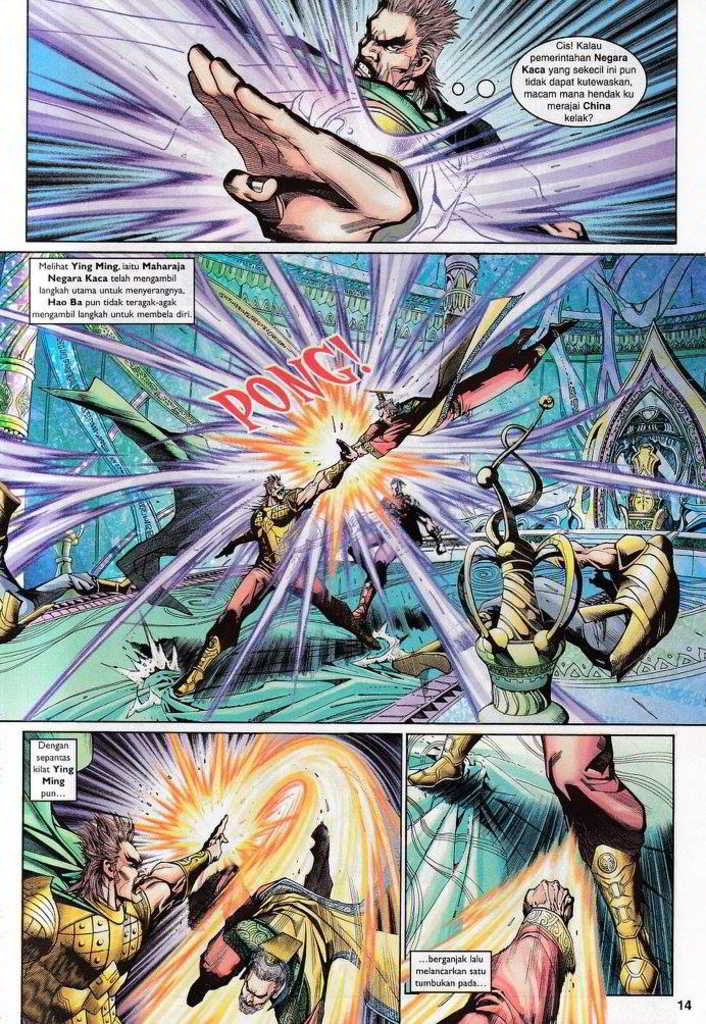 Cis! Kalau
pemerintahan Negara
Kaca yang sekecil ini pun
tidak dapat kutewaskan,
macam mana hendak ku
merajai China
kelak?
Melihat Ying Ming, iaitu Maharaja
Negara Kaca telah mengambil
langkah utama untuk menyerangnya,
Hao Ba pun tidak teragak-agak
mengambil langkah untuk membela diri.
PONG!
Dengan
sepantas
kilat Ying
Ming
pun...
...berganjak lalu
melancarkan satu
tumbukan pada...
14